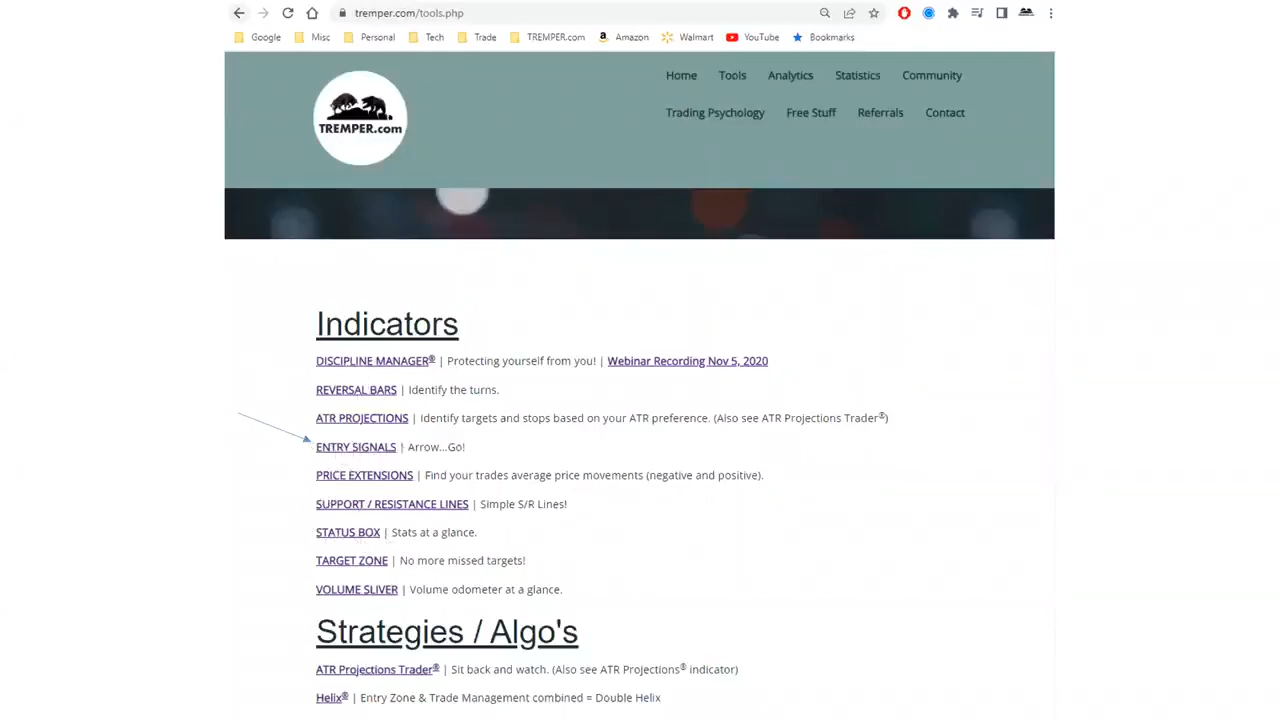 tremper.com/tools.php
Google Misc Personal Tech Trade TREMPER.com Amazon Walmart YouTube Bookmarks
TREMPER.com
Home Tools Analytics Statistics Community
Trading Psychology Free Stuff Referrals Contact
Indicators
DISCIPLINE MANAGER® | Protecting yourself from you! | Webinar Recording Nov 5, 2020
REVERSAL BARS | Identify the turns.
ATR PROJECTIONS | Identify targets and stops based on your ATR preference. (Also see ATR Projections Trader®)
ENTRY SIGNALS | Arrow...Go!
PRICE EXTENSIONS | Find your trades average price movements (negative and positive).
SUPPORT / RESISTANCE LINES | Simple S/R Lines!
STATUS BOX | Stats at a glance.
TARGET ZONE | No more missed targets!
VOLUME SLIVER | Volume odometer at a glance.
Strategies / Algo's
ATR Projections Trader® | Sit back and watch. (Also see ATR Projections® indicator)
Helix® | Entry Zone & Trade Management combined = Double Helix